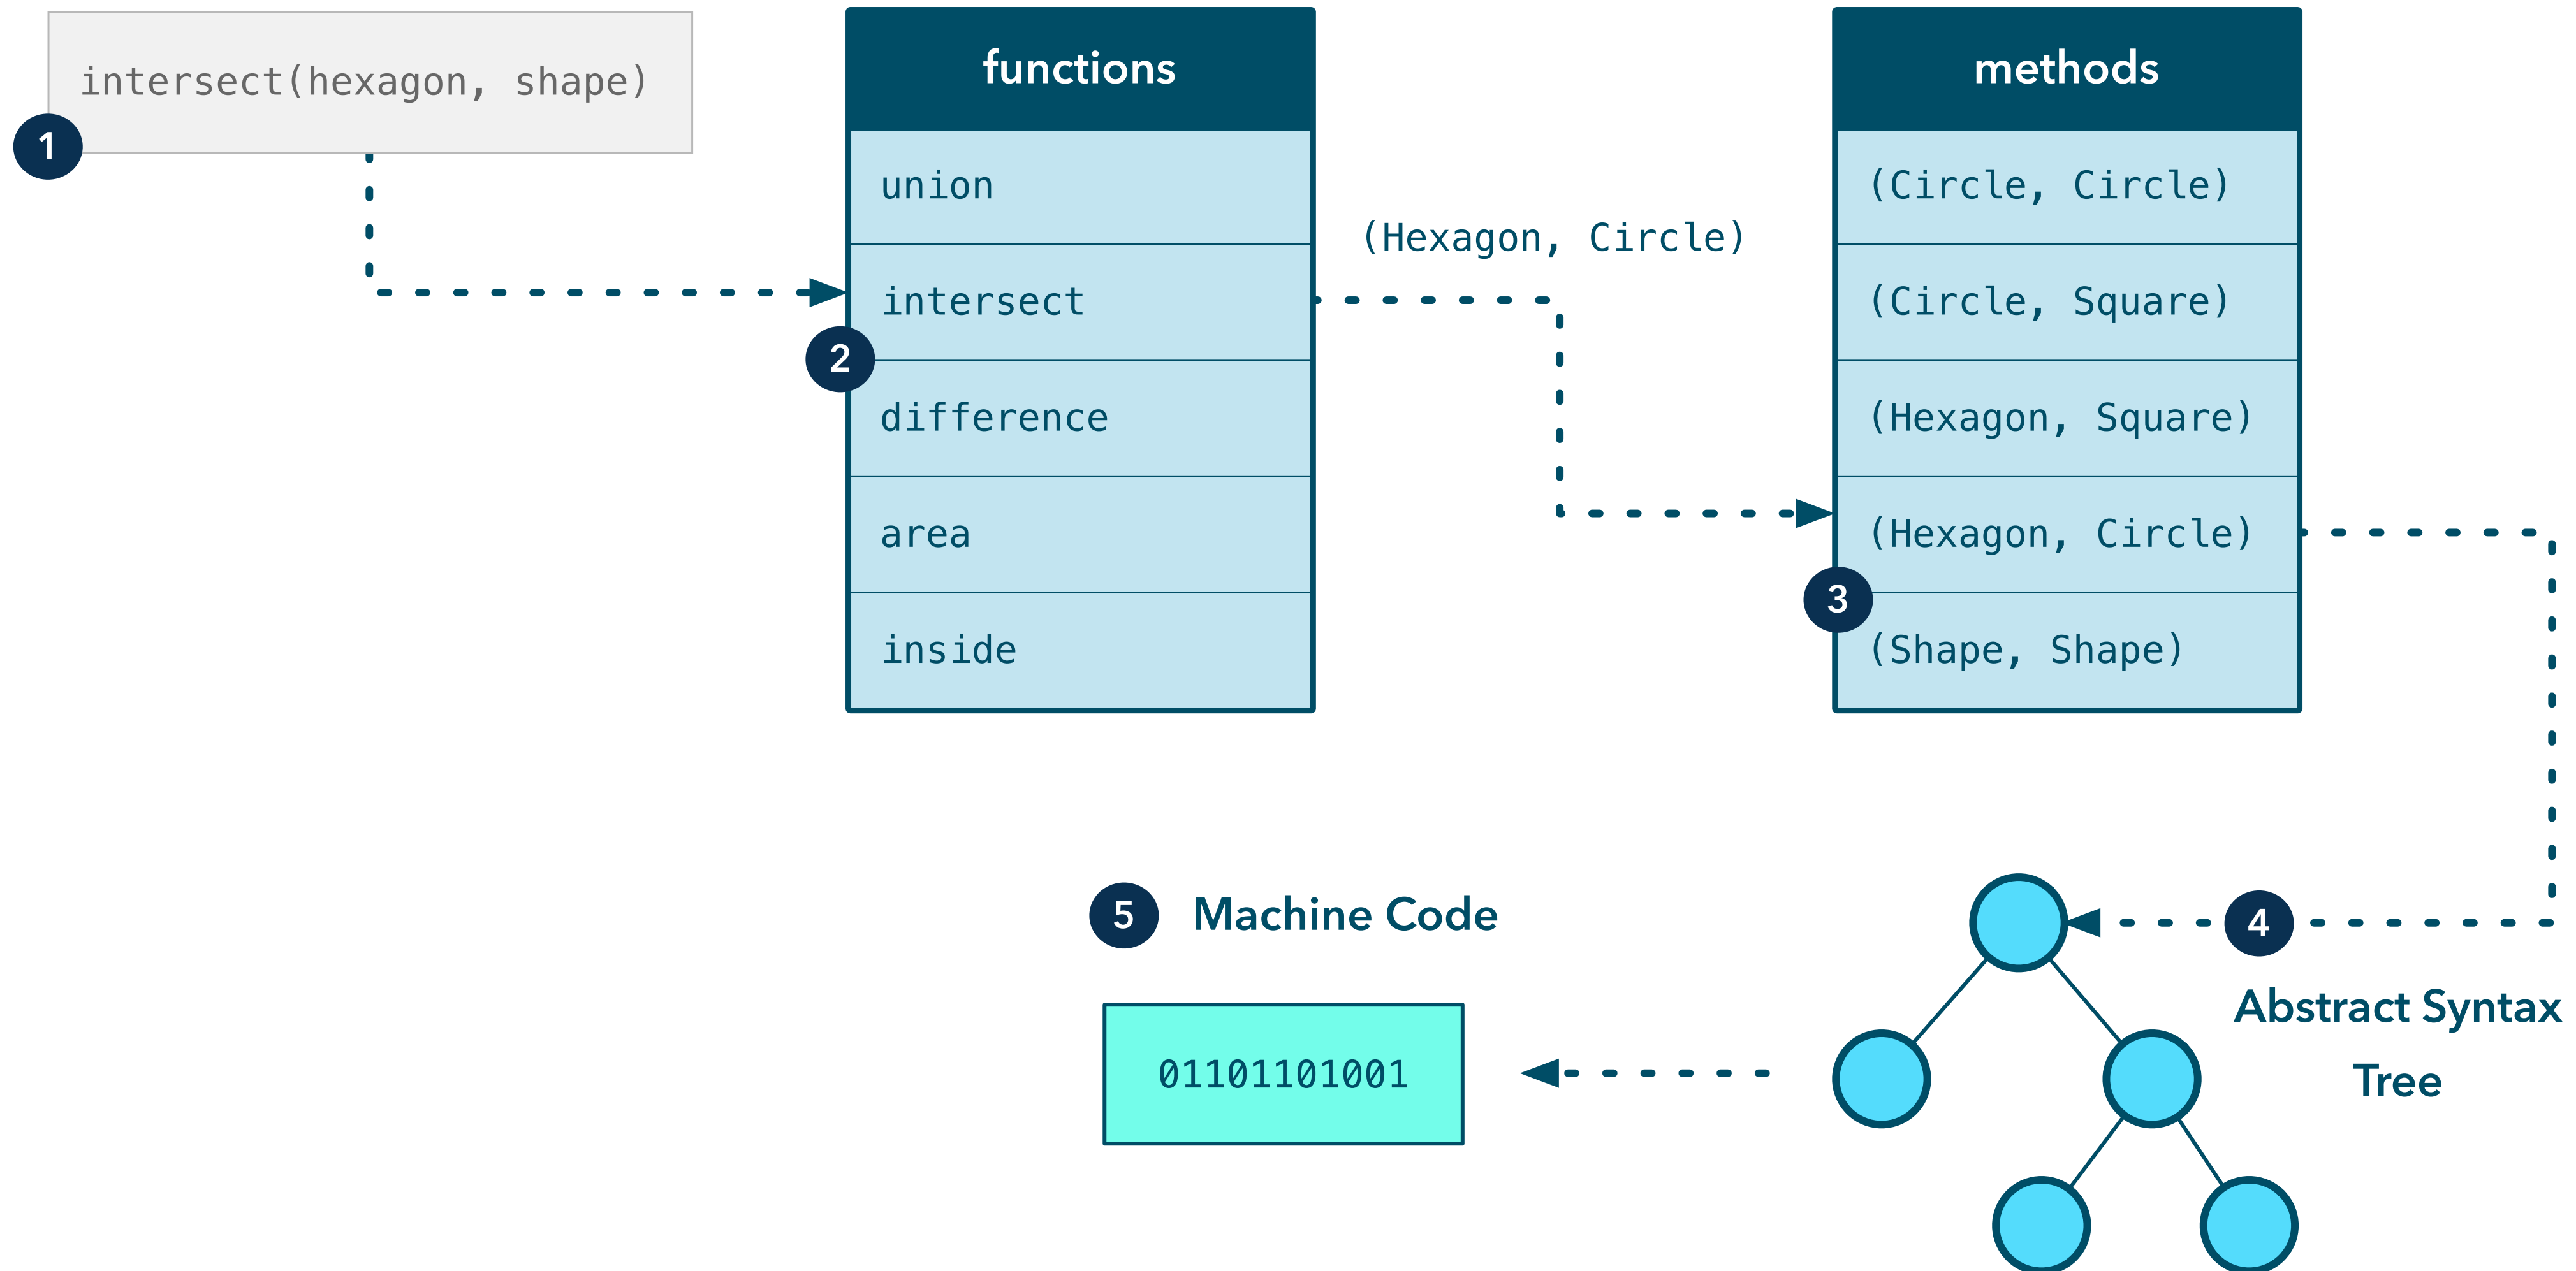 intersect(hexagon, shape)
1
functions
union
intersect
2
difference
area
inside
(Hexagon, Circle)
methods
(Circle, Circle)
(Circle, Square)
(Hexagon, Square)
(Hexagon, Circle)
3
(Shape, Shape)
4
Abstract Syntax
Tree
5
Machine Code
01101101001